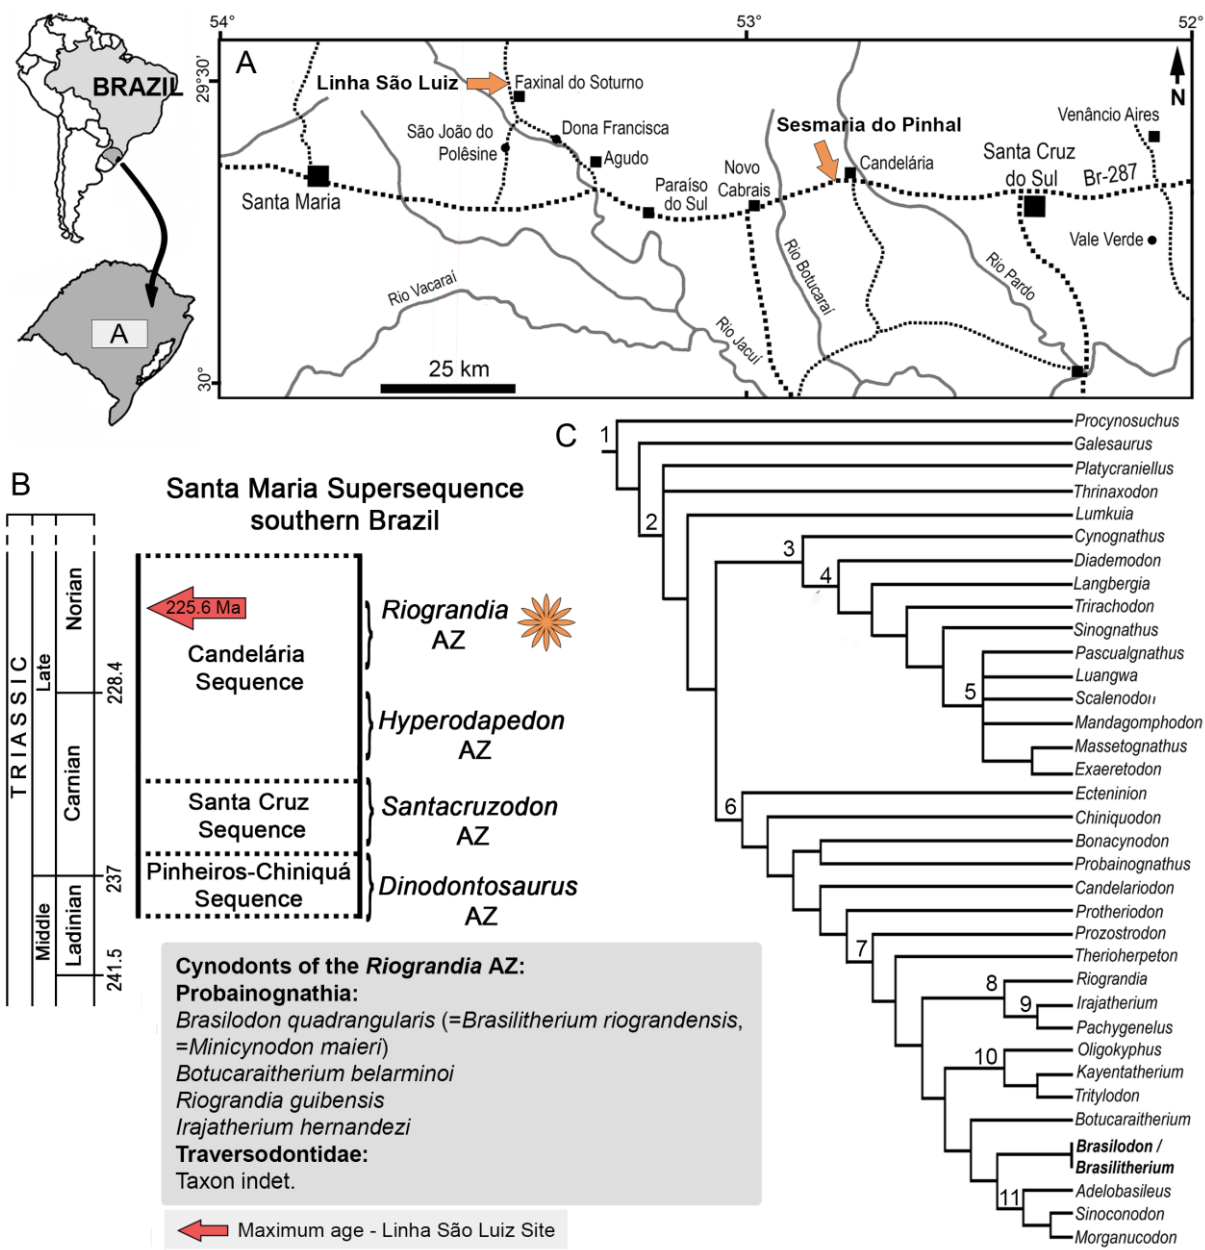 54°
53°
52°
BRAZIL
A
29°30'
30°
A
N
Linha São Luiz
Faxinal do Soturno
São João do
Polêsine
Dona Francisca
Agudo
Santa Maria
Paraíso
do Sul
Novo
Cabrais
Sesmaria do Pinhal
Candelária
Santa Cruz
do Sul
Venâncio Aires
Br-287
Vale Verde
Rio Vacaraí
Rio Jacuí
Rio Botucaraí
Rio Pardo
25 km
B
Santa Maria Supersequence
southern Brazil
TRIASSIC
Late
Middle
Norian
Carnian
Ladinian
228.4
237
241.5
225.6 Ma
Candelária
Sequence
Santa Cruz
Sequence
Pinheiros-Chiniquá
Sequence
Riograndia
AZ
Hyperodapedon
AZ
Santacruzodon
AZ
Dinodontosaurus
AZ
Cynodonts of the Riograndia AZ:
Probainognathia:
Brasilodon quadrangularis (=Brasilitherium riograndensis,
=Minicynodon maieri)
Botucaraitherium belarminoi
Riograndia guibensis
Irajatherium hernandezi
Traversodontidae:
Taxon indet.
Maximum age - Linha São Luiz Site
C
1
2
3
4
5
6
7
8
9
10
11
Procynosuchus
Galesaurus
Platycraniellus
Thrinaxodon
Lumkuia
Cynognathus
Diademodon
Langbergia
Trirachodon
Sinognathus
Pascualgnathus
Luangwa
Scalenodon
Mandagomphodon
Massetognathus
Exaeretodon
Ecteninion
Chiniquodon
Bonacynodon
Probainognathus
Candelariodon
Protheriodon
Prozostrodon
Therioherpeton
Riograndia
Irajatherium
Pachygenelus
Oligokyphus
Kayentatherium
Tritylodon
Botucaraitherium
Brasilodon /
Brasilitherium
Adelobasileus
Sinoconodon
Morganucodon